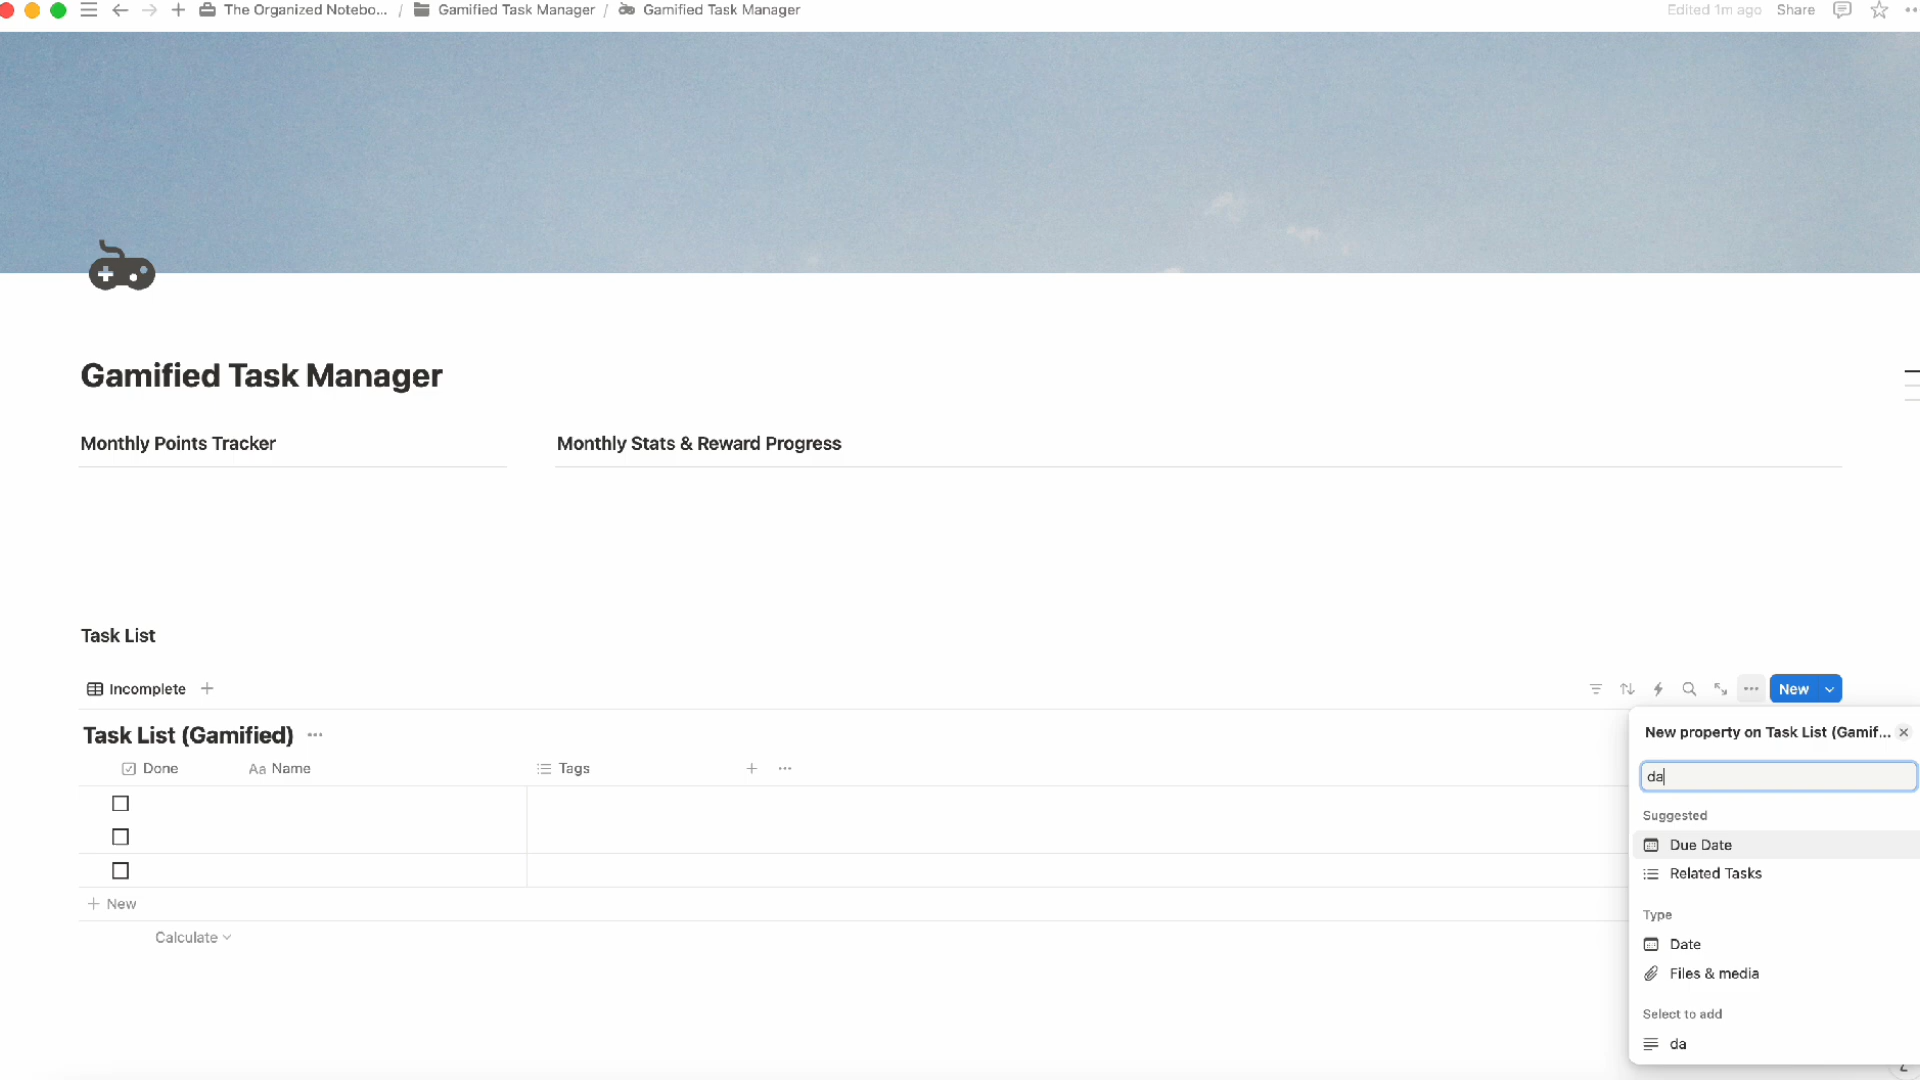 The Organized Notebo... / Gamified Task Manager / Gamified Task Manager
Edited 1m ago Share
Gamified Task Manager
Monthly Points Tracker
Monthly Stats & Reward Progress
Task List
Incomplete
New
Task List (Gamified)
Done
Aa Name
Tags
New
Calculate
New property on Task List (Gamif...
da
Suggested
Due Date
Related Tasks
Type
Date
Files & media
Select to add
da